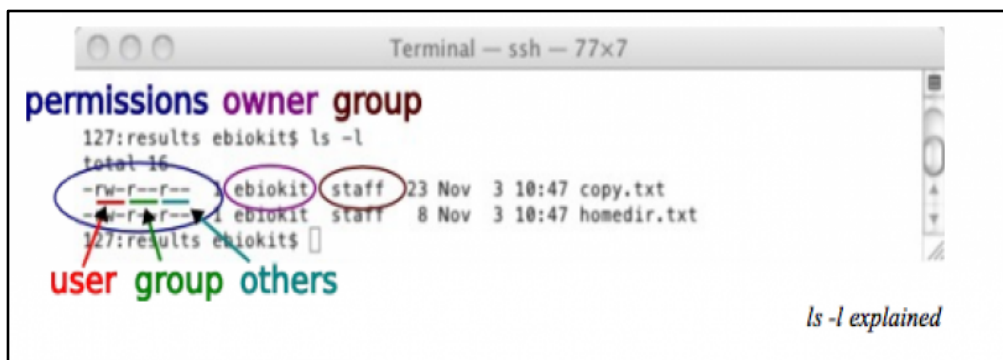 Terminal — ssh — 77×7
permissions owner group
127:results ebiokit$ ls -l
total 16
-rw-r--r-- 1 ebiokit staff 23 Nov 3 10:47 copy.txt
-rw-r--r-- 1 ebiokit staff 8 Nov 3 10:47 homedir.txt
127:results ebiokit$
user group others
ls -l explained